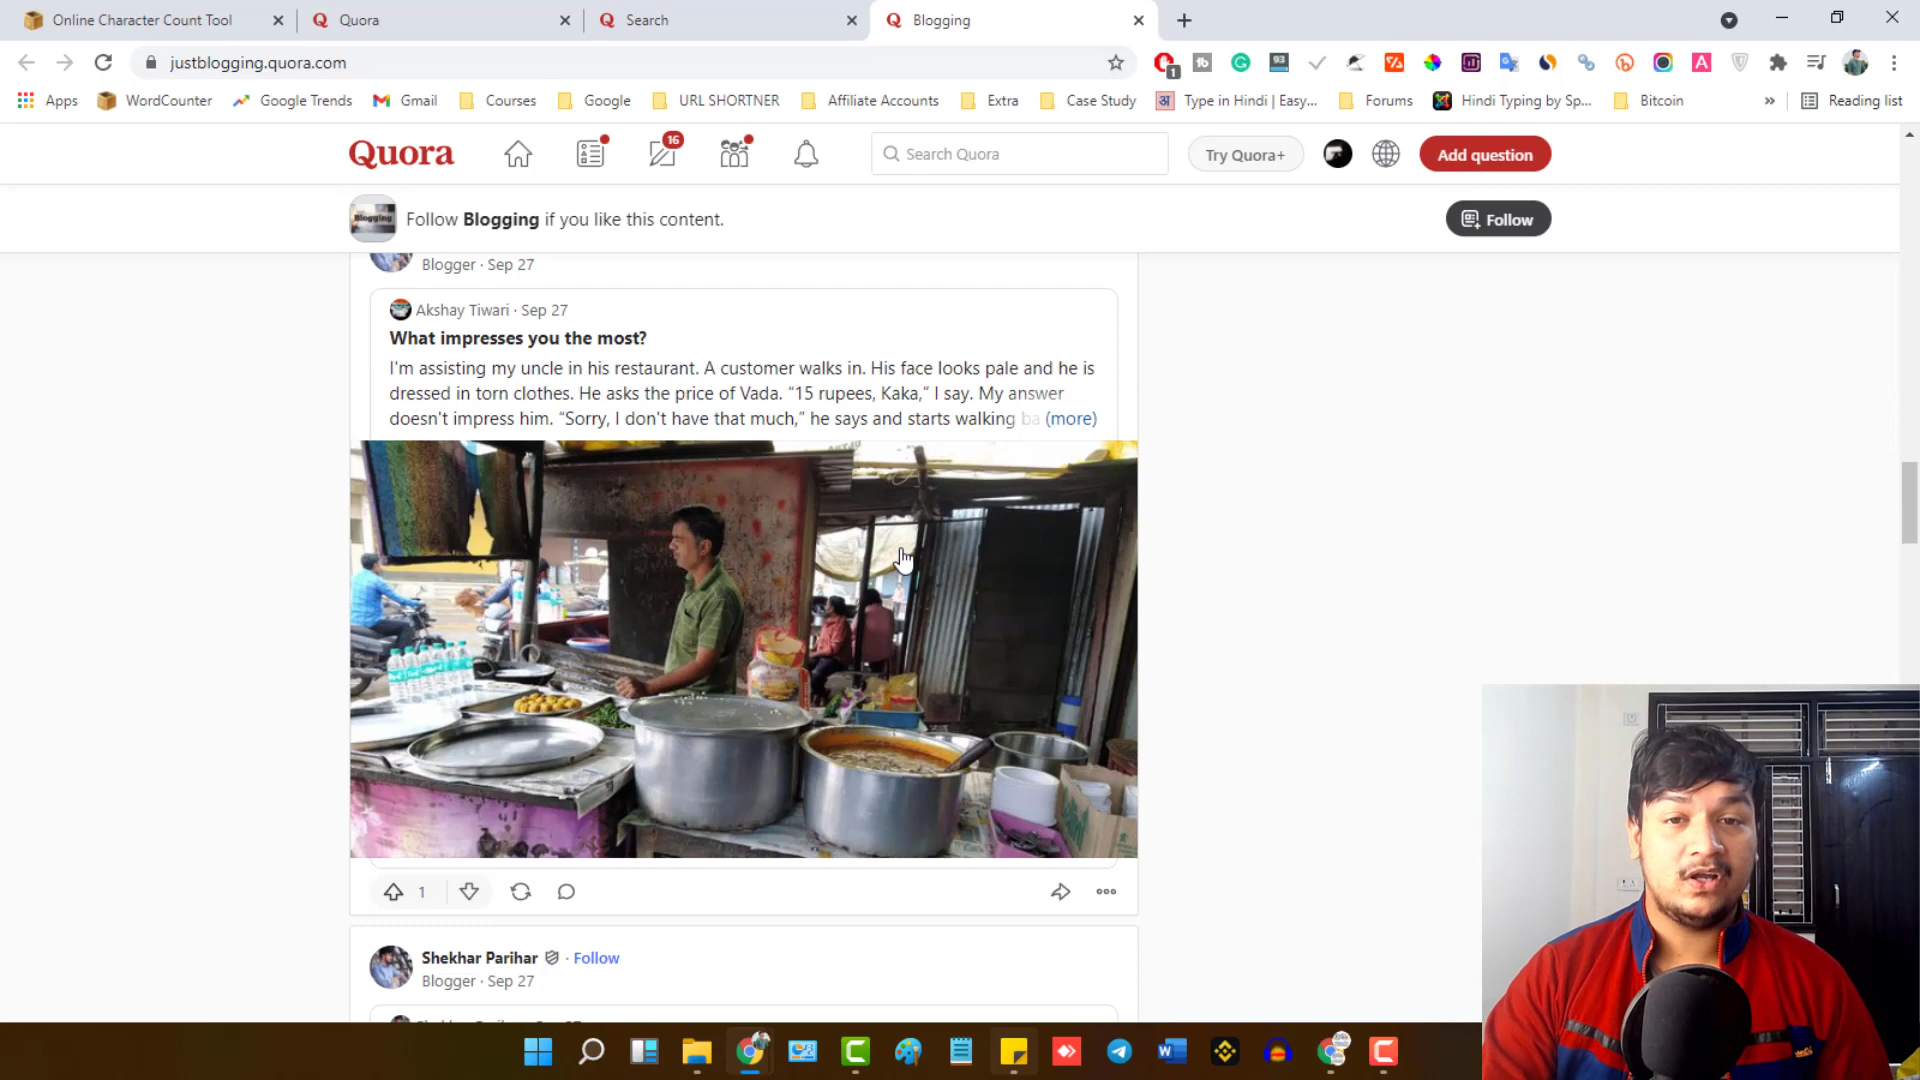 Online Character Count Tool
Quora
Search
Blogging
justblogging.quora.com
1
93
Apps
WordCounter
Google Trends
Gmail
Courses
Google
URL SHORTNER
Affiliate Accounts
Extra
Case Study
Type in Hindi | Easy...
Forums
Hindi Typing by Sp...
Bitcoin
»
Reading list
Quora
16
Search Quora
Try Quora+
Add question
Blogging
Follow Blogging if you like this content.
Follow
Blogger · Sep 27
Akshay Tiwari · Sep 27
What impresses you the most?
I'm assisting my uncle in his restaurant. A customer walks in. His face looks pale and he is
dressed in torn clothes. He asks the price of Vada. “15 rupees, Kaka,” I say. My answer
doesn't impress him. “Sorry, I don't have that much,” he says and starts walking ba (more)
1
Shekhar Parihar · Follow
Blogger · Sep 27